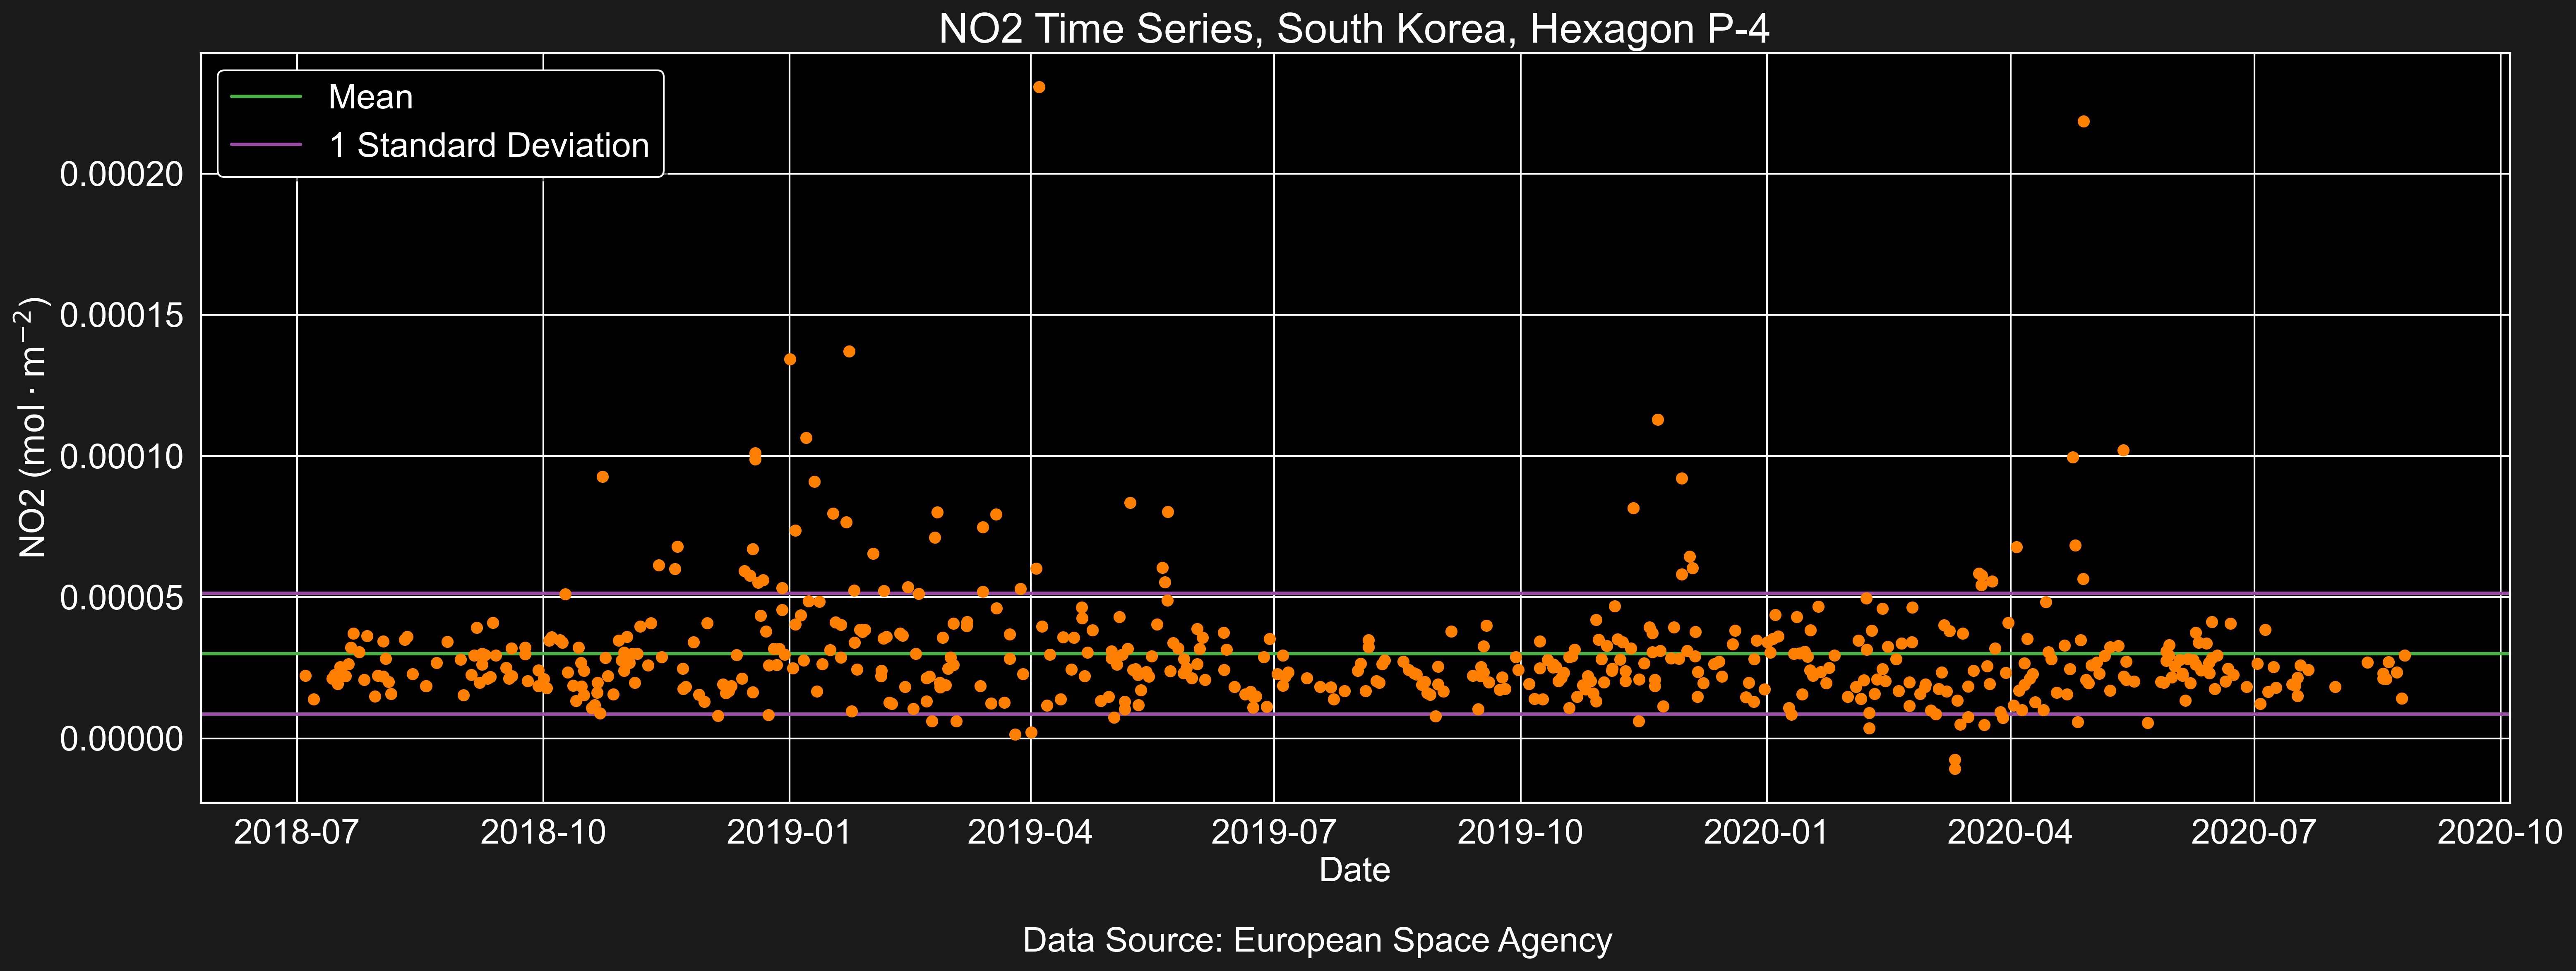 NO2 Time Series, South Korea, Hexagon P-4
Mean
1 Standard Deviation
NO2 (mol · m⁻²)
0.00020
0.00015
0.00010
0.00005
0.00000
2018-07 2018-10 2019-01 2019-04 2019-07 2019-10 2020-01 2020-04 2020-07 2020-10
Date
Data Source: European Space Agency